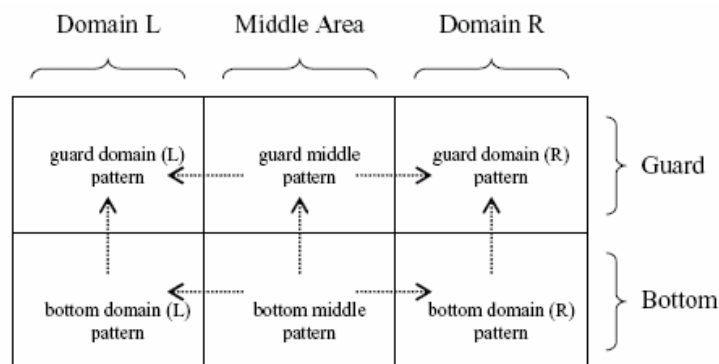 Domain L Middle Area Domain R
guard domain (L) guard middle guard domain (R)
pattern pattern pattern
Guard
bottom domain (L) bottom middle bottom domain (R)
pattern pattern pattern
Bottom